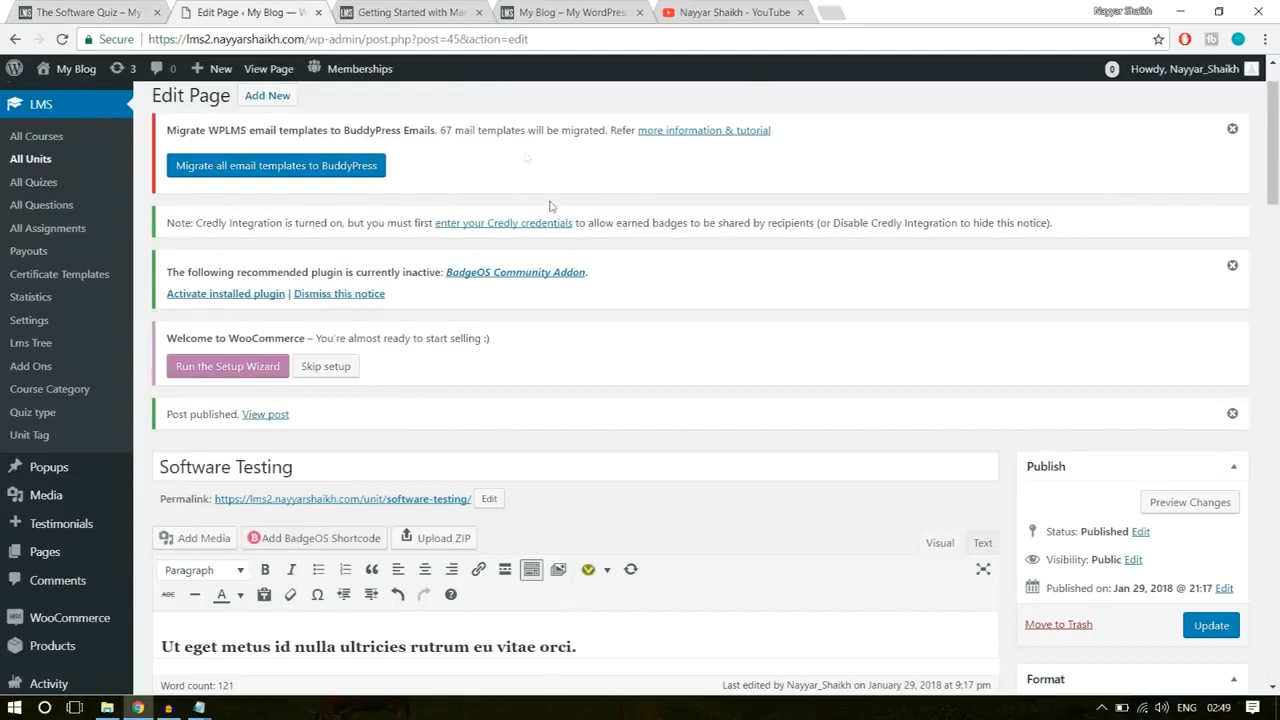 The Software Quiz – My
Edit Page ‹ My Blog —
Getting Started with Ma
My Blog – My WordPress
Nayyar Shaikh - YouTube
Nayyar Shaikh
Secure
https://lms2.nayyarshaikh.com/wp-admin/post.php?post=45&action=edit
My Blog
3
0
New
View Page
Memberships
0
Howdy, Nayyar_Shaikh
LMS
All Courses
All Units
All Quizes
All Questions
All Assignments
Payouts
Certificate Templates
Statistics
Settings
Lms Tree
Add Ons
Course Category
Quiz type
Unit Tag
Popups
Media
Testimonials
Pages
Comments
WooCommerce
Products
Activity
Edit Page
Add New
Migrate WPLMS email templates to BuddyPress Emails. 67 mail templates will be migrated. Refer more information & tutorial
Migrate all email templates to BuddyPress
Note: Credly Integration is turned on, but you must first enter your Credly credentials to allow earned badges to be shared by recipients (or Disable Credly Integration to hide this notice).
The following recommended plugin is currently inactive: BadgeOS Community Addon.
Activate installed plugin | Dismiss this notice
Welcome to WooCommerce – You're almost ready to start selling :)
Run the Setup Wizard
Skip setup
Post published. View post
Software Testing
Permalink: https://lms2.nayyarshaikh.com/unit/software-testing/
Edit
Add Media
Add BadgeOS Shortcode
Upload ZIP
Visual
Text
Paragraph
B
I
ABC
A
Ut eget metus id nulla ultricies rutrum eu vitae orci.
Word count: 121
Last edited by Nayyar_Shaikh on January 29, 2018 at 9:17 pm
Publish
Preview Changes
Status: Published Edit
Visibility: Public Edit
Published on: Jan 29, 2018 @ 21:17 Edit
Move to Trash
Update
Format
ENG
02:49